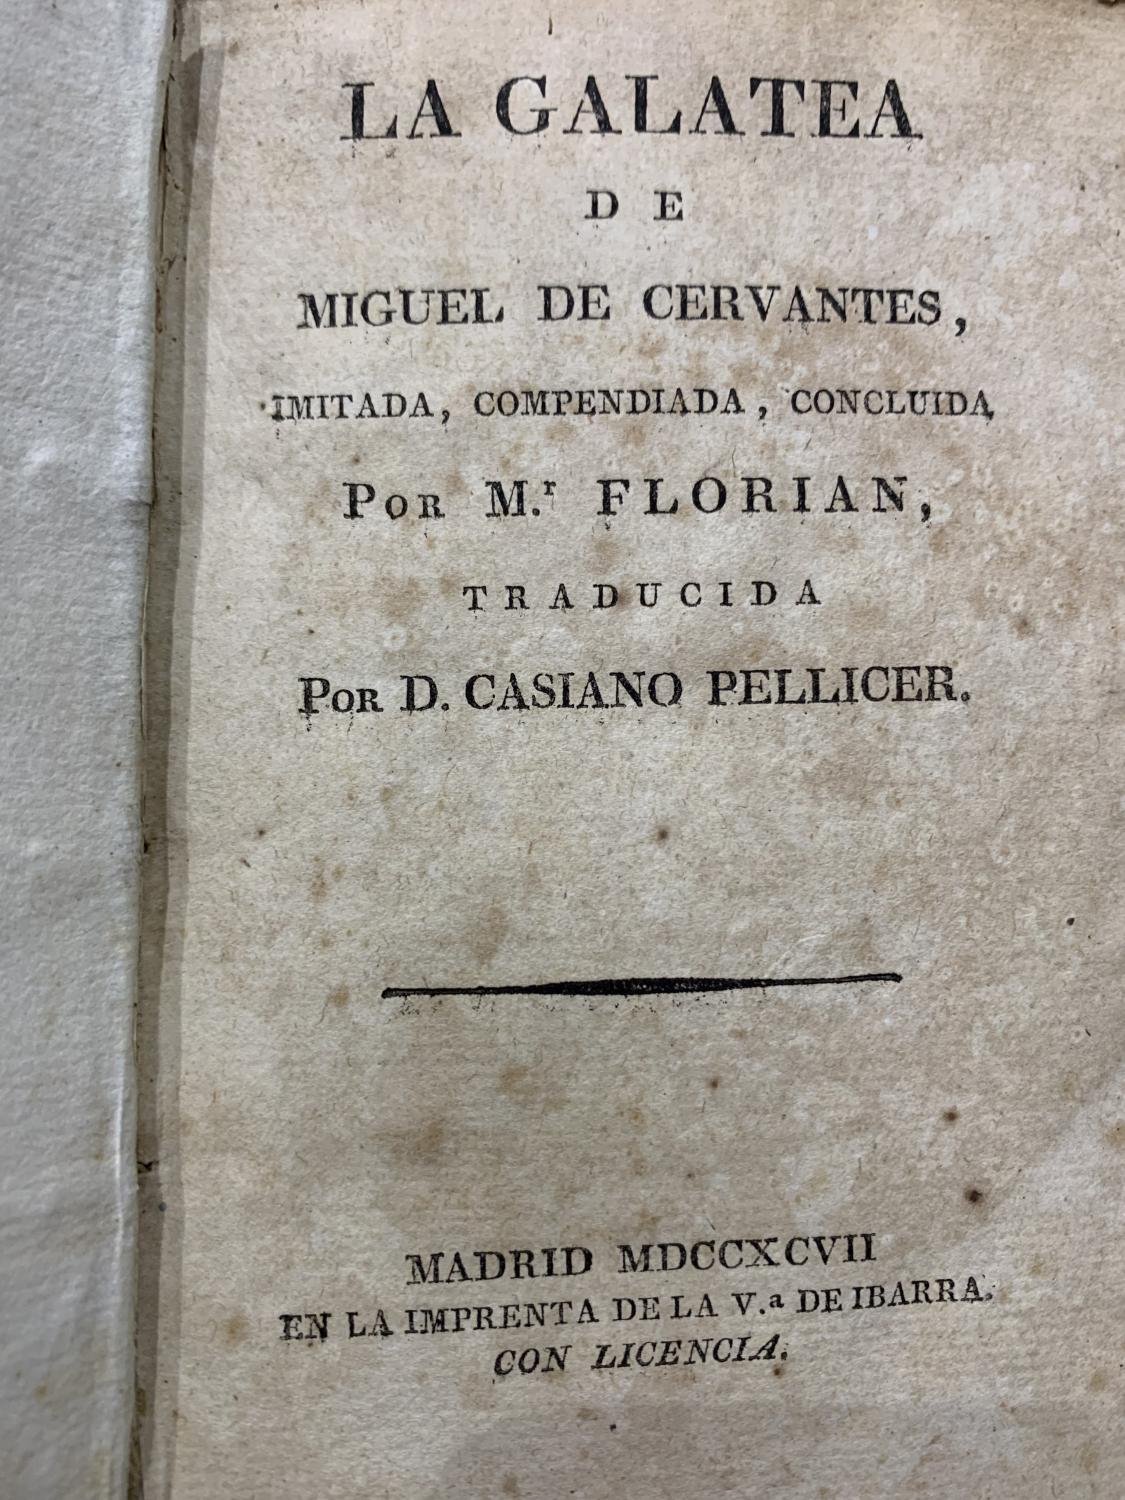 LA GALATEA
DE
MIGUEL DE CERVANTES,
IMITADA, COMPENDIADA, CONCLUIDA
POR M.r FLORIAN,
TRADUCIDA
POR D. CASIANO PELLICER.
MADRID MDCCXCVII
EN LA IMPRENTA DE LA V.a DE IBARRA.
CON LICENCIA.